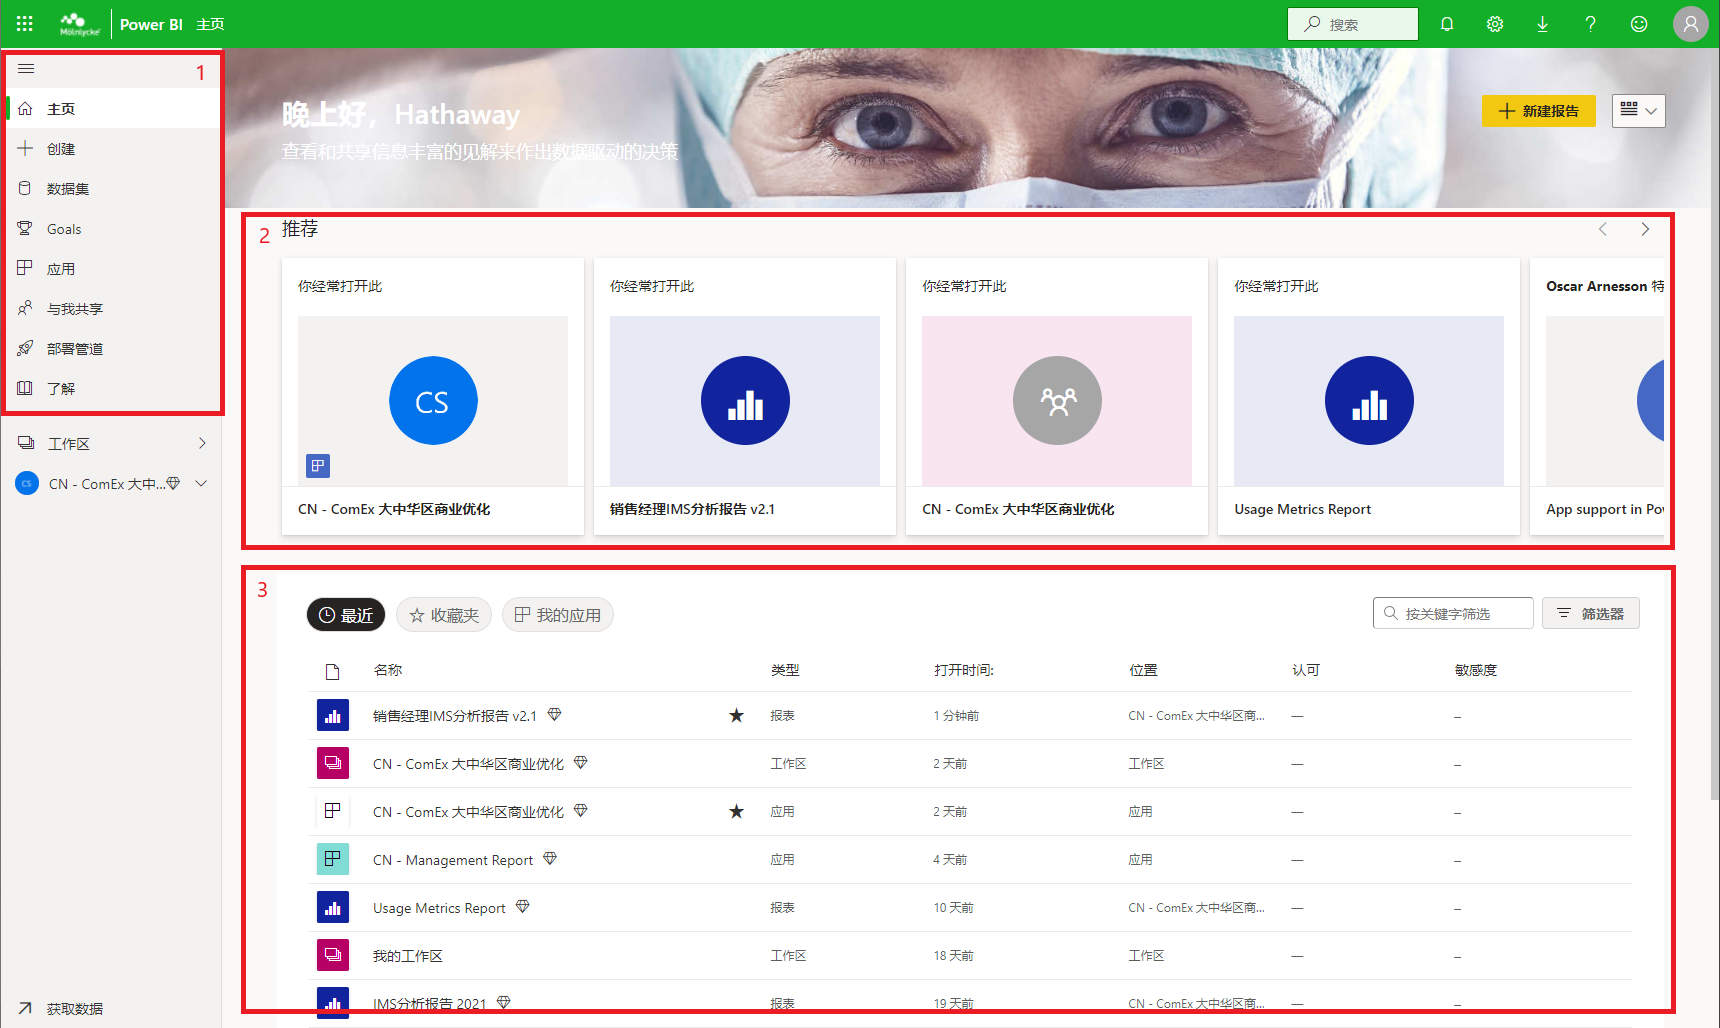 Mölnlycke
Power BI 主页
搜索
1
主页
创建
数据集
Goals
应用
与我共享
部署管道
了解
工作区
CS CN - ComEx 大中...
获取数据
晚上好，Hathaway
查看和共享信息丰富的见解来作出数据驱动的决策
新建报告
2 推荐
你经常打开此 你经常打开此 你经常打开此 你经常打开此 Oscar Arnesson 特
CS
CN - ComEx 大中华区商业优化 销售经理IMS分析报告 v2.1 CN - ComEx 大中华区商业优化 Usage Metrics Report App support in Po
3
最近 收藏夹 我的应用 按关键字筛选 筛选器
名称 类型 打开时间: 位置 认可 敏感度
销售经理IMS分析报告 v2.1 报表 1 分钟前 CN - ComEx 大中华区商... — –
CN - ComEx 大中华区商业优化 工作区 2 天前 工作区 — –
CN - ComEx 大中华区商业优化 应用 2 天前 应用 — –
CN - Management Report 应用 4 天前 应用 — –
Usage Metrics Report 报表 10 天前 CN - ComEx 大中华区商... — –
我的工作区 工作区 18 天前 工作区 — –
IMS分析报告 2021 报表 19 天前 CN - ComEx 大中华区商... — –